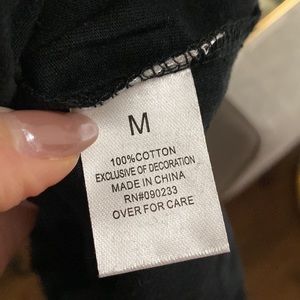 M
100%COTTON
EXCLUSIVE OF DECORATION
MADE IN CHINA
RN#090233
OVER FOR CARE